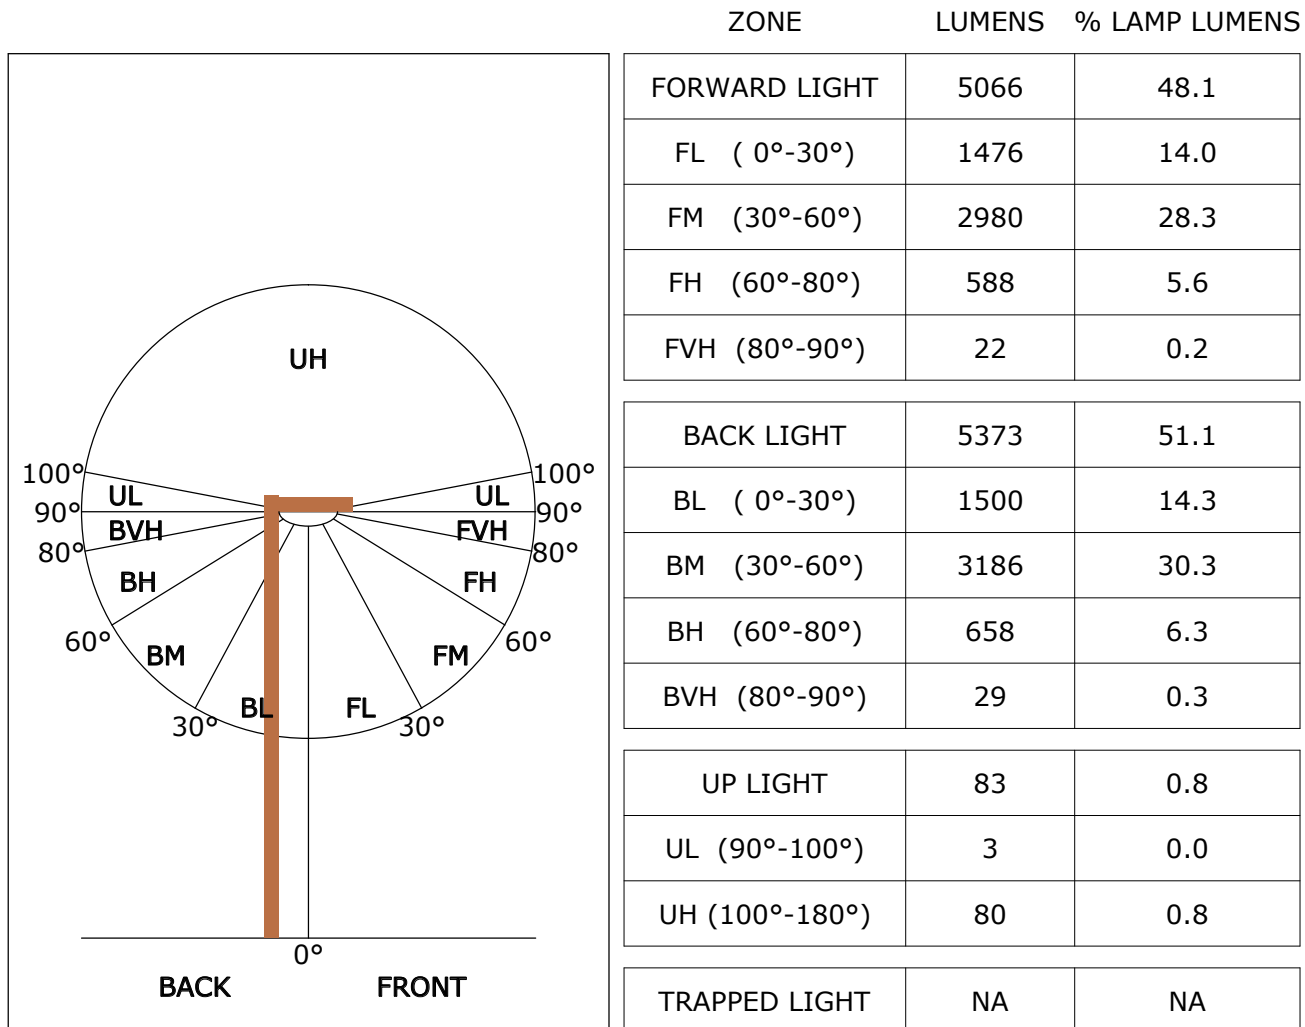 ZONE LUMENS % LAMP LUMENS
FORWARD LIGHT 5066 48.1
FL ( 0°-30°) 1476 14.0
FM (30°-60°) 2980 28.3
FH (60°-80°) 588 5.6
FVH (80°-90°) 22 0.2
BACK LIGHT 5373 51.1
BL ( 0°-30°) 1500 14.3
BM (30°-60°) 3186 30.3
BH (60°-80°) 658 6.3
BVH (80°-90°) 29 0.3
UP LIGHT 83 0.8
UL (90°-100°) 3 0.0
UH (100°-180°) 80 0.8
TRAPPED LIGHT NA NA
UH
100° 100°
UL UL
90° 90°
BVH FVH
80° 80°
BH FH
60° 60°
BM FM
BL FL
30° 30°
0°
BACK FRONT